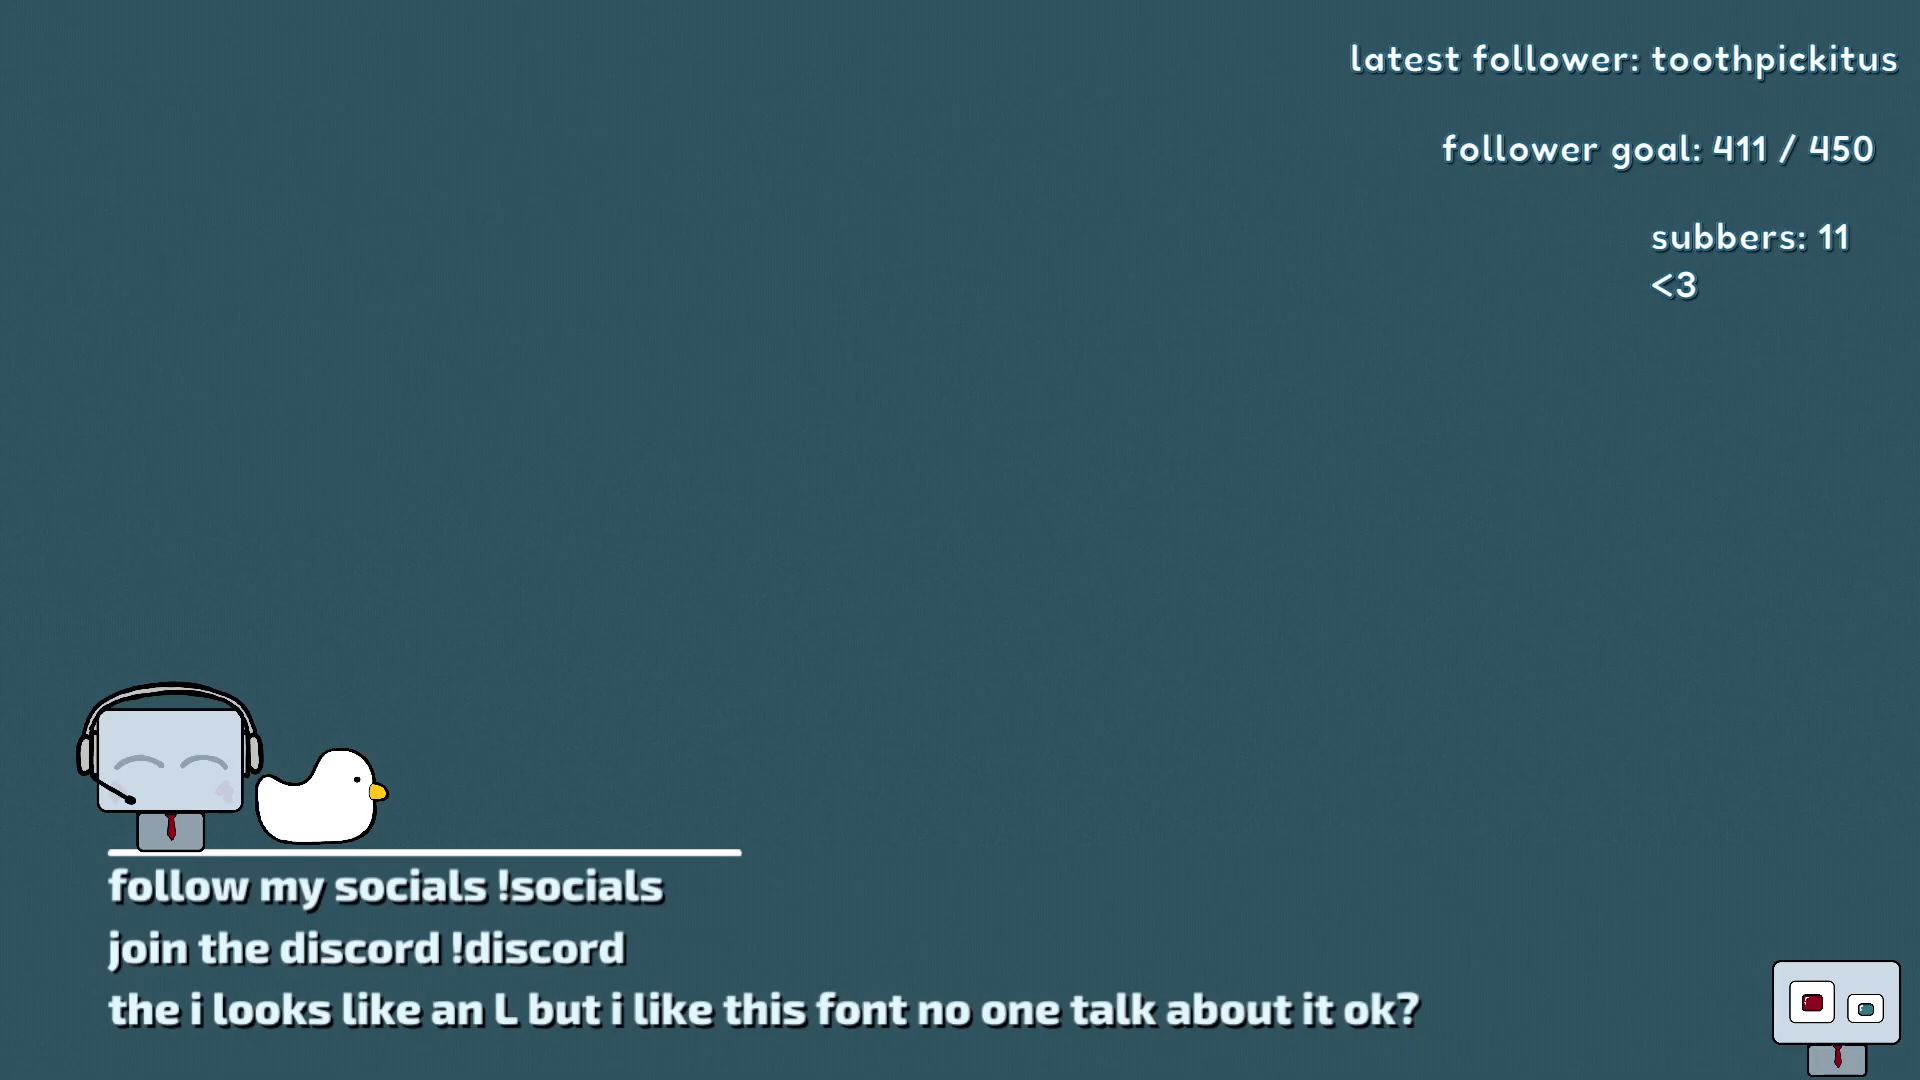 latest follower: toothpickitus
follower goal: 411 / 450
subbers: 11
<3
follow my socials !socials
join the discord !discord
the i looks like an L but i like this font no one talk about it ok?